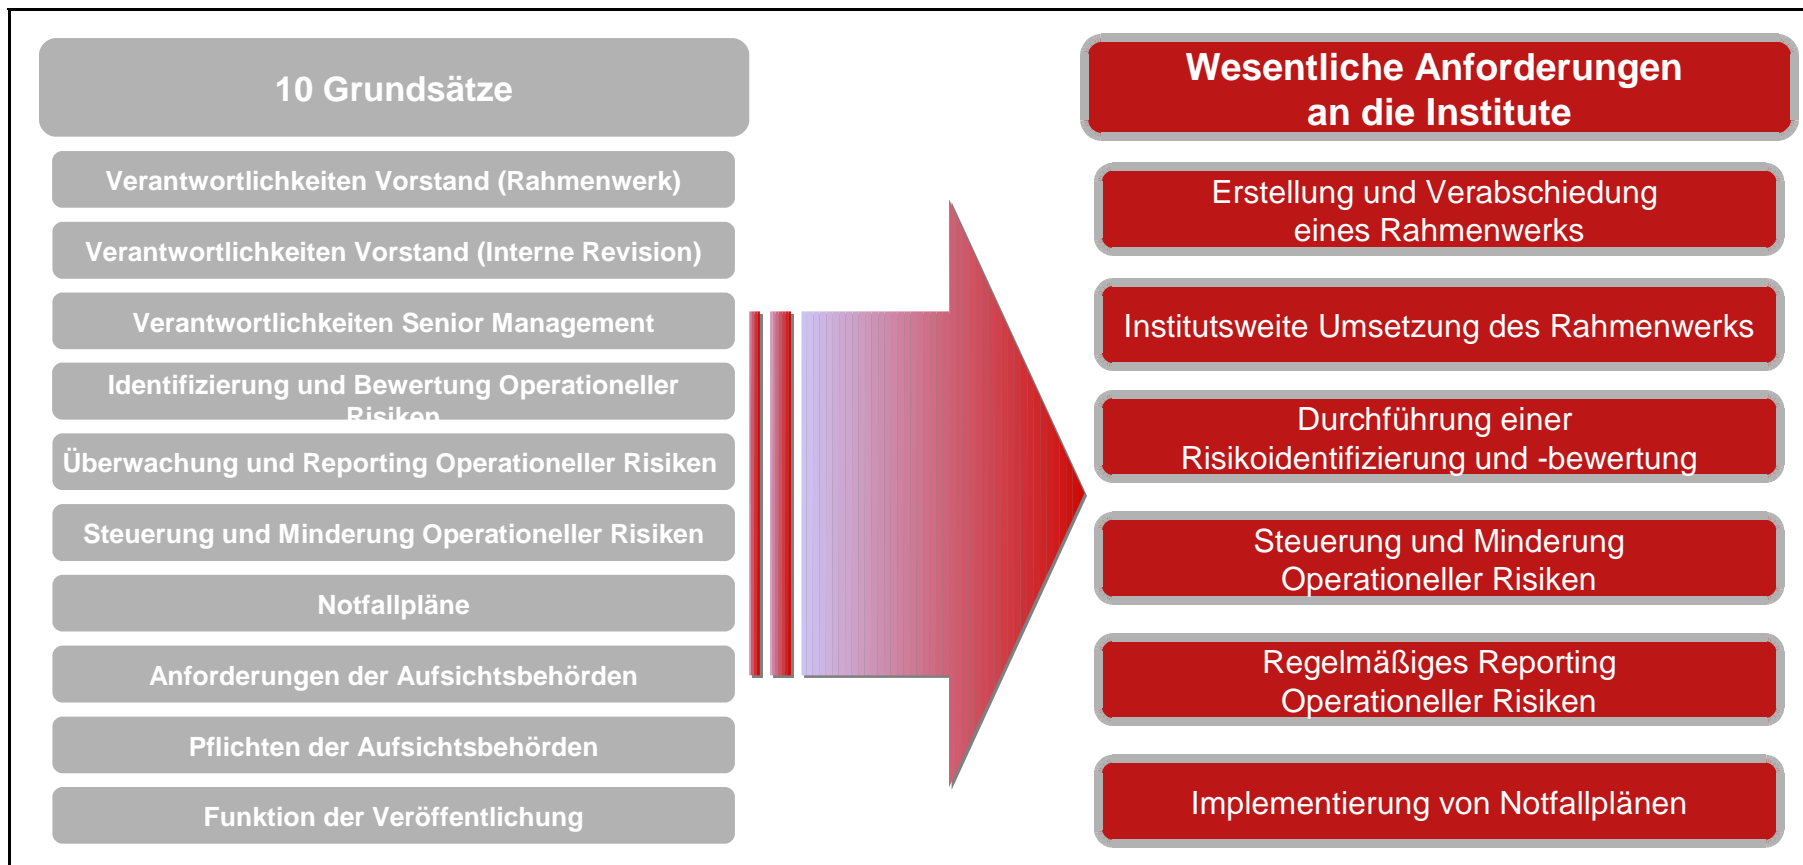 10 Grundsätze
Verantwortlichkeiten Vorstand (Rahmenwerk)
Verantwortlichkeiten Vorstand (Interne Revision)
Verantwortlichkeiten Senior Management
Identifizierung und Bewertung Operationeller
Risiken
Überwachung und Reporting Operationeller Risiken
Steuerung und Minderung Operationeller Risiken
Notfallpläne
Anforderungen der Aufsichtsbehörden
Pflichten der Aufsichtsbehörden
Funktion der Veröffentlichung
Wesentliche Anforderungen
an die Institute
Erstellung und Verabschiedung
eines Rahmenwerks
Institutsweite Umsetzung des Rahmenwerks
Durchführung einer
Risikoidentifizierung und -bewertung
Steuerung und Minderung
Operationeller Risiken
Regelmäßiges Reporting
Operationeller Risiken
Implementierung von Notfallplänen